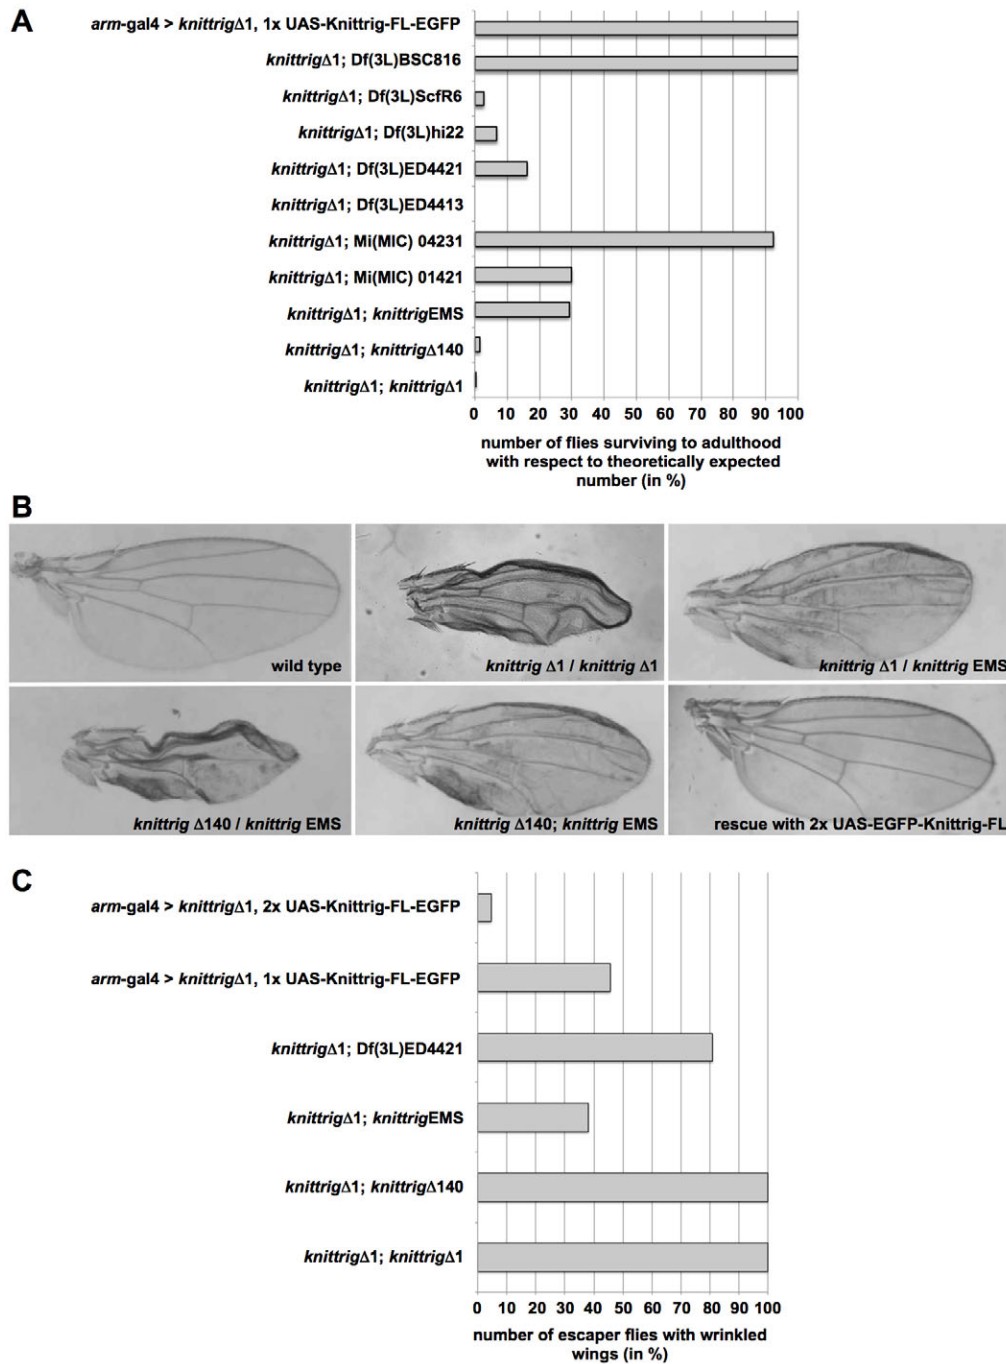 A
arm-gal4 > knittrigΔ1, 1x UAS-Knittrig-FL-EGFP
knittrigΔ1; Df(3L)BSC816
knittrigΔ1; Df(3L)ScfR6
knittrigΔ1; Df(3L)hi22
knittrigΔ1; Df(3L)ED4421
knittrigΔ1; Df(3L)ED4413
knittrigΔ1; Mi(MIC) 04231
knittrigΔ1; Mi(MIC) 01421
knittrigΔ1; knittrigEMS
knittrigΔ1; knittrigΔ140
knittrigΔ1; knittrigΔ1
0 10 20 30 40 50 60 70 80 90 100
number of flies surviving to adulthood
with respect to theoretically expected
number (in %)
B
wild type
knittrig Δ1 / knittrig Δ1
knittrig Δ1 / knittrig EMS
knittrig Δ140 / knittrig EMS
knittrig Δ140; knittrig EMS
rescue with 2x UAS-EGFP-Knittrig-FL
C
arm-gal4 > knittrigΔ1, 2x UAS-Knittrig-FL-EGFP
arm-gal4 > knittrigΔ1, 1x UAS-Knittrig-FL-EGFP
knittrigΔ1; Df(3L)ED4421
knittrigΔ1; knittrigEMS
knittrigΔ1; knittrigΔ140
knittrigΔ1; knittrigΔ1
0 10 20 30 40 50 60 70 80 90 100
number of escaper flies with wrinkled
wings (in %)